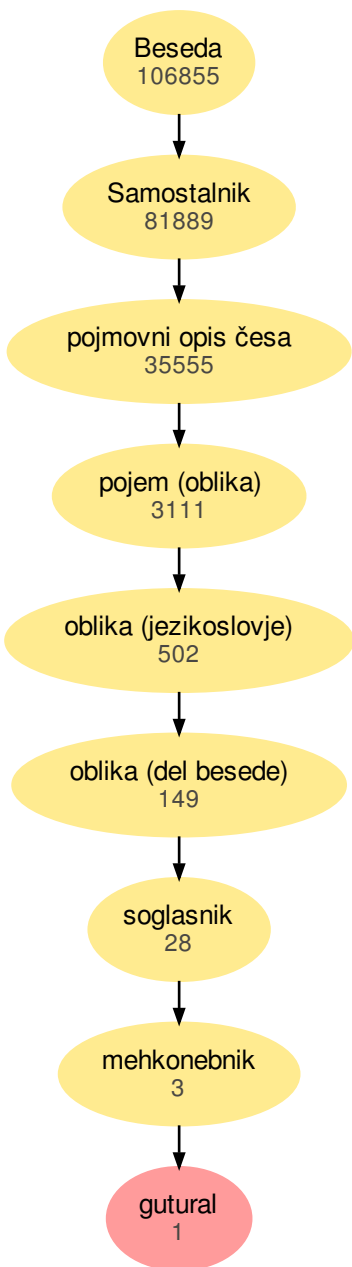 Beseda
106855
Samostalnik
81889
pojmovni opis česa
35555
pojem (oblika)
3111
oblika (jezikoslovje)
502
oblika (del besede)
149
soglasnik
28
mehkonebnik
3
gutural
1